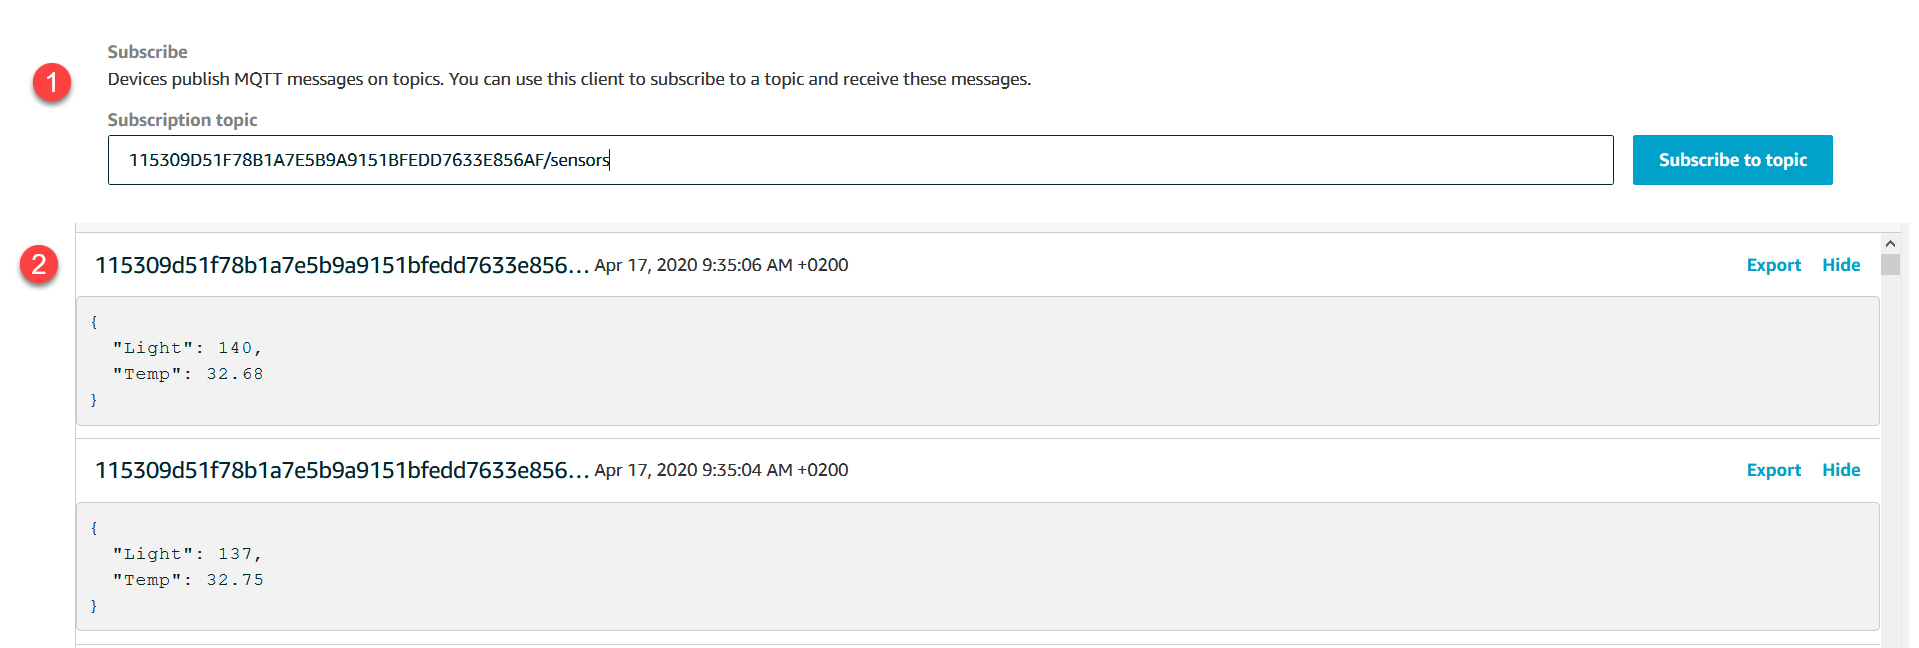 1
Subscribe
Devices publish MQTT messages on topics. You can use this client to subscribe to a topic and receive these messages.
Subscription topic
115309D51F78B1A7E5B9A9151BFEDD7633E856AF/sensors
Subscribe to topic
2
115309d51f78b1a7e5b9a9151bfedd7633e856... Apr 17, 2020 9:35:06 AM +0200 Export Hide
{
"Light": 140,
"Temp": 32.68
}
115309d51f78b1a7e5b9a9151bfedd7633e856... Apr 17, 2020 9:35:04 AM +0200 Export Hide
{
"Light": 137,
"Temp": 32.75
}